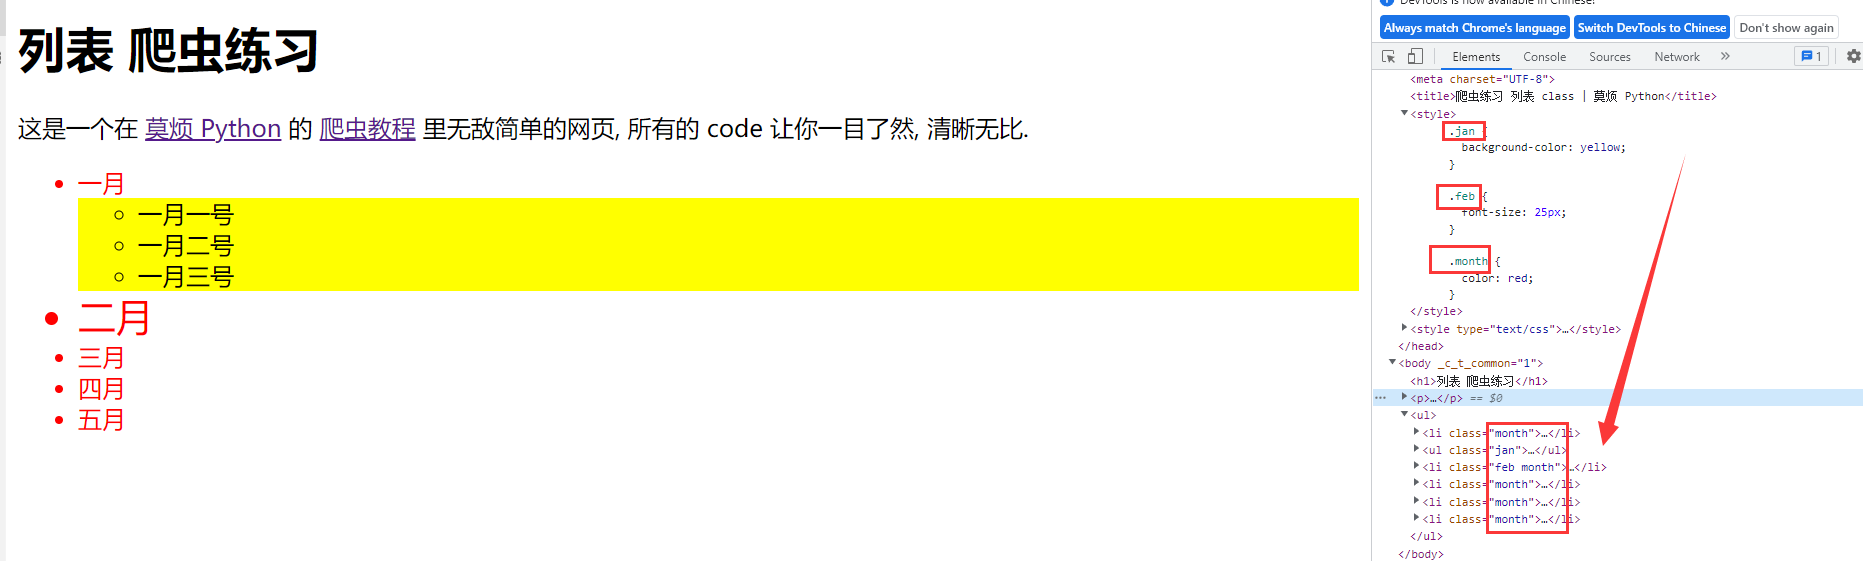 列表 爬虫练习
这是一个在 莫烦 Python 的 爬虫教程 里无敌简单的网页, 所有的 code 让你一目了然, 清晰无比.
一月
一月一号
一月二号
一月三号
二月
三月
四月
五月
DevTools is now available in Chinese!
Always match Chrome's language Switch DevTools to Chinese Don't show again
Elements Console Sources Network » 1
<meta charset="UTF-8">
<title>爬虫练习 列表 class | 莫烦 Python</title>
<style>
.jan {
background-color: yellow;
}
.feb {
font-size: 25px;
}
.month {
color: red;
}
</style>
<style type="text/css">…</style>
</head>
<body _c_t_common="1">
<h1>列表 爬虫练习</h1>
<p>…</p> == $0
<ul>
<li class="month">…</li>
<ul class="jan">…</ul>
<li class="feb month">…</li>
<li class="month">…</li>
<li class="month">…</li>
<li class="month">…</li>
</ul>
</body>